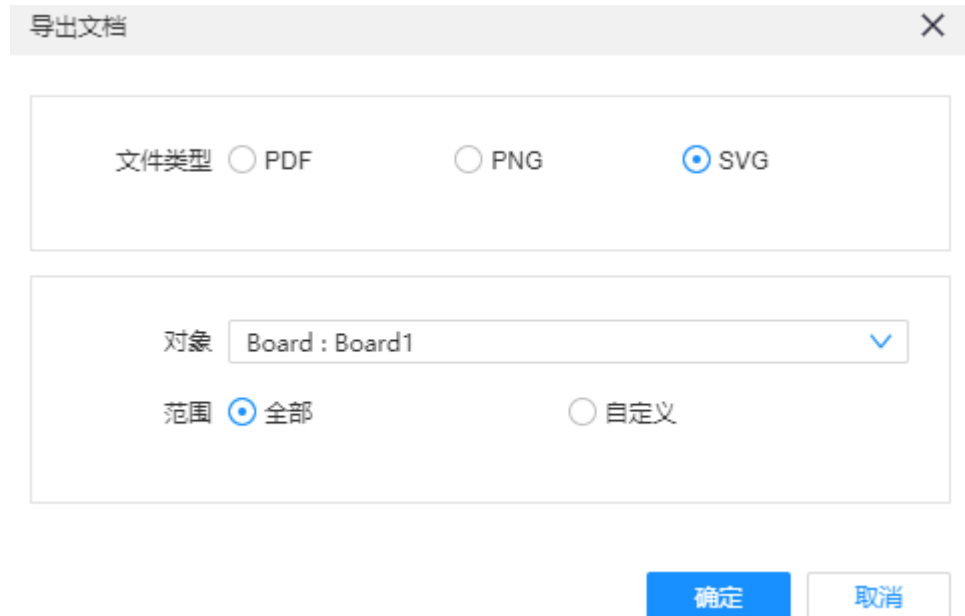 导出文档
文件类型 PDF PNG SVG
对象 Board : Board1
范围 全部 自定义
确定 取消